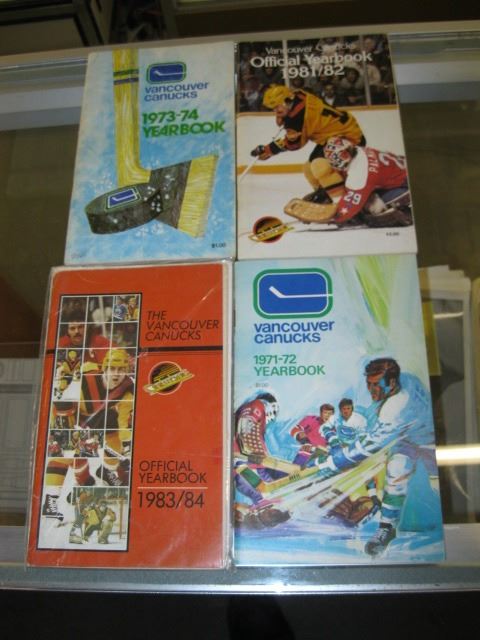 vancouver
canucks
1973-74
YEARBOOK
$1.00
Vancouver Canucks
Official Yearbook
1981/82
29
THE
VANCOUVER
CANUCKS
OFFICIAL
YEARBOOK
1983/84
vancouver
canucks
1971-72
YEARBOOK
$1.00